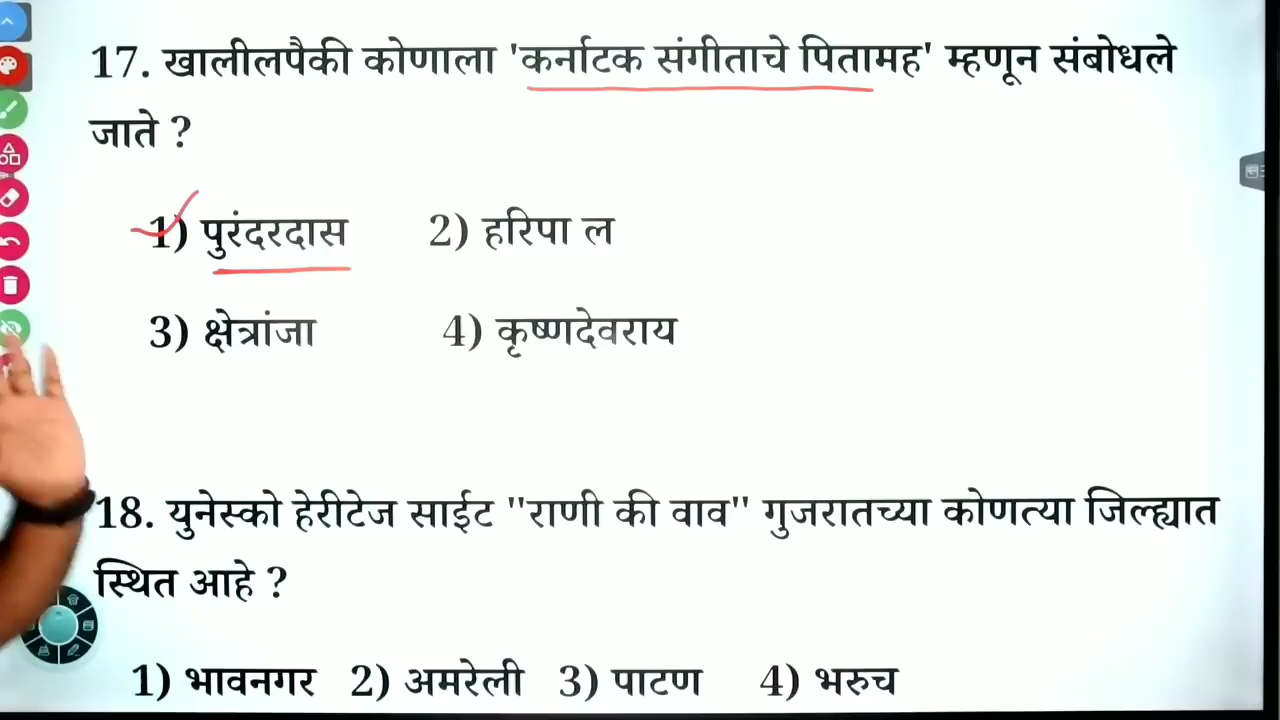 17. खालीलपैकी कोणाला 'कर्नाटक संगीताचे पितामह' म्हणून संबोधले
जाते ?
1) पुरंदरदास 2) हरिपा ल
3) क्षेत्रांजा 4) कृष्णदेवराय
18. युनेस्को हेरीटेज साईट "राणी की वाव" गुजरातच्या कोणत्या जिल्ह्यात
स्थित आहे ?
1) भावनगर 2) अमरेली 3) पाटण 4) भरुच